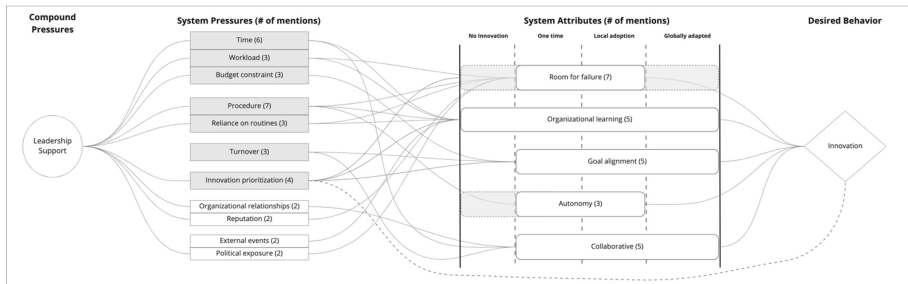 Compound
Pressures
System Pressures (# of mentions)
System Attributes (# of mentions)
Desired Behavior
No Innovation
One time
Local adoption
Globally adapted
Time (6)
Workload (3)
Budget constraint (3)
Procedure (7)
Reliance on routines (3)
Turnover (3)
Innovation prioritization (4)
Organizational relationships (2)
Reputation (2)
External events (2)
Political exposure (2)
Leadership
Support
Room for failure (7)
Organizational learning (5)
Goal alignment (5)
Autonomy (3)
Collaborative (5)
Innovation